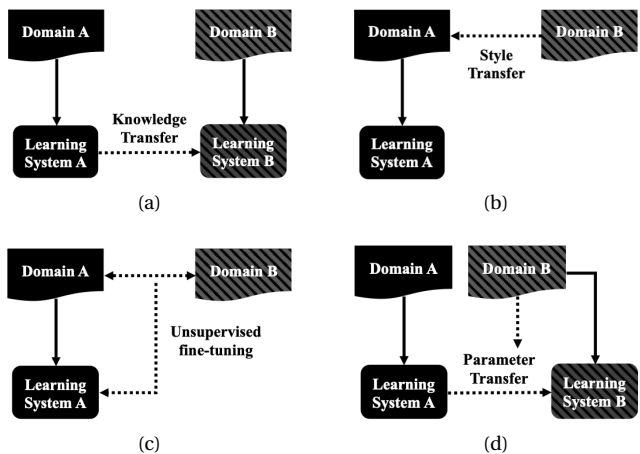 Domain A
Domain B
Knowledge
Transfer
Learning
System A
Learning
System B
(a)
Domain A
Domain B
Style
Transfer
Learning
System A
(b)
Domain A
Domain B
Unsupervised
fine-tuning
Learning
System A
(c)
Domain A
Domain B
Parameter
Transfer
Learning
System A
Learning
System B
(d)